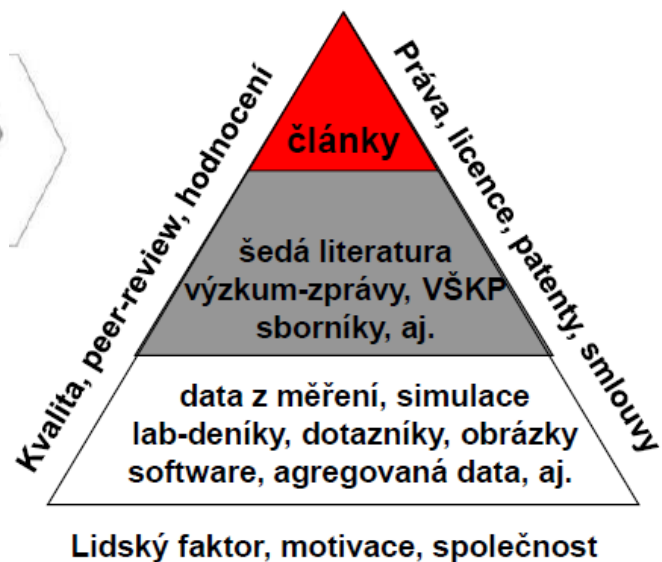 Kvalita, peer-review, hodnocení
Práva, licence, patenty, smlouvy
články
šedá literatura
výzkum-zprávy, VŠKP
sborníky, aj.
data z měření, simulace
lab-deníky, dotazníky, obrázky
software, agregovaná data, aj.
Lidský faktor, motivace, společnost